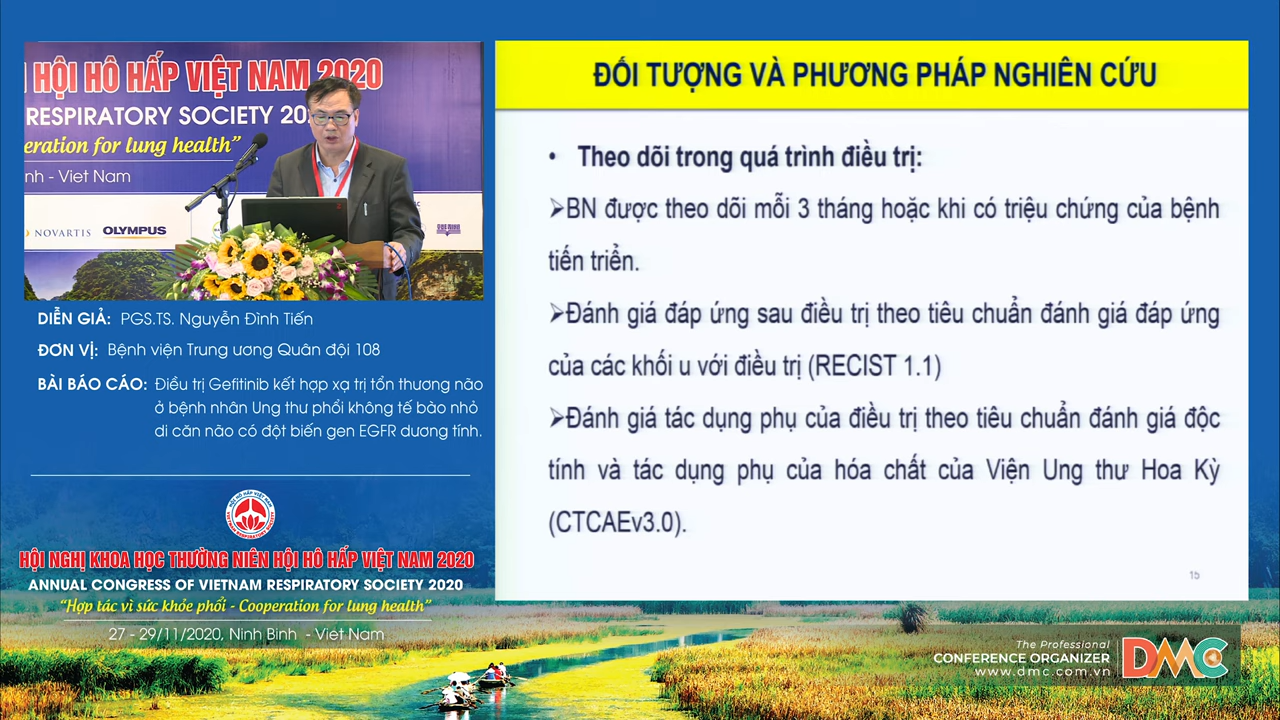 HỘI HÔ HẤP VIỆT NAM 2020
RESPIRATORY SOCIETY 20
eration for lung health”
nh - Viet Nam
NOVARTIS
OLYMPUS
DIỄN GIẢ: PGS.TS. Nguyễn Đình Tiến
ĐƠN VỊ: Bệnh viện Trung ương Quân đội 108
BÀI BÁO CÁO: Điều trị Gefitinib kết hợp xạ trị tổn thương não
ở bệnh nhân Ung thư phổi không tế bào nhỏ
di căn não có đột biến gen EGFR dương tính.
HỘI HÔ HẤP VIỆT NAM
VIETNAM RESPIRATORY SOCIETY
HỘI NGHỊ KHOA HỌC THƯỜNG NIÊN HỘI HÔ HẤP VIỆT NAM 2020
ANNUAL CONGRESS OF VIETNAM RESPIRATORY SOCIETY 2020
“Hợp tác vì sức khỏe phổi - Cooperation for lung health”
27 - 29/11/2020, Ninh Binh - Viet Nam
ĐỐI TƯỢNG VÀ PHƯƠNG PHÁP NGHIÊN CỨU
• Theo dõi trong quá trình điều trị:
➢BN được theo dõi mỗi 3 tháng hoặc khi có triệu chứng của bệnh
tiến triển.
➢Đánh giá đáp ứng sau điều trị theo tiêu chuẩn đánh giá đáp ứng
của các khối u với điều trị (RECIST 1.1)
➢Đánh giá tác dụng phụ của điều trị theo tiêu chuẩn đánh giá độc
tính và tác dụng phụ của hóa chất của Viện Ung thư Hoa Kỳ
(CTCAEv3.0).
15
The Professional
CONFERENCE ORGANIZER
www.dmc.com.vn
DMC